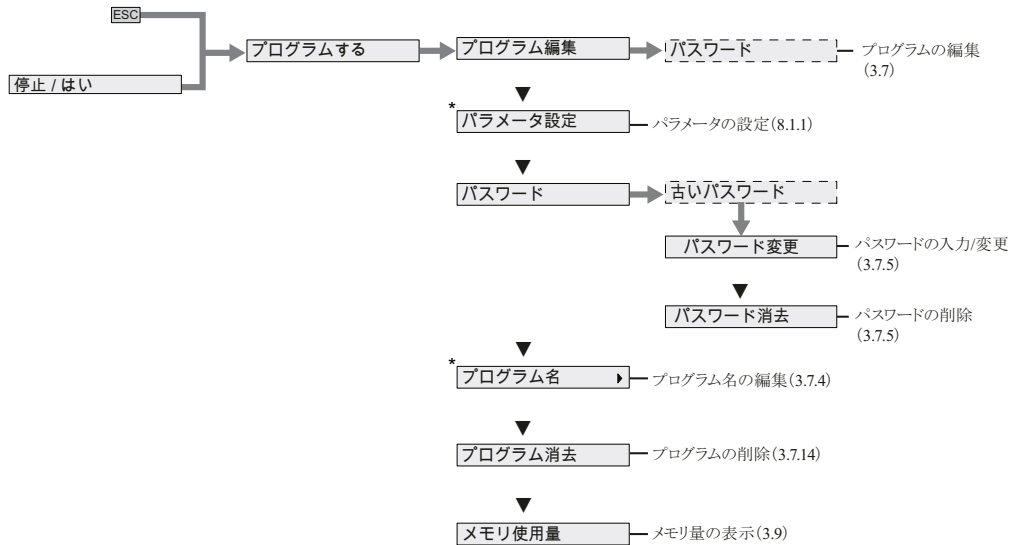 ESC
プログラムする
プログラム編集
パスワード
プログラムの編集
(3.7)
停止 / はい
▼
*
パラメータ設定
パラメータの設定(8.1.1)
▼
パスワード
古いパスワード
パスワード変更
パスワードの入力/変更
(3.7.5)
▼
パスワード消去
パスワードの削除
(3.7.5)
▼
*
プログラム名
プログラム名の編集(3.7.4)
▼
プログラム消去
プログラムの削除(3.7.14)
▼
メモリ使用量
メモリ量の表示(3.9)